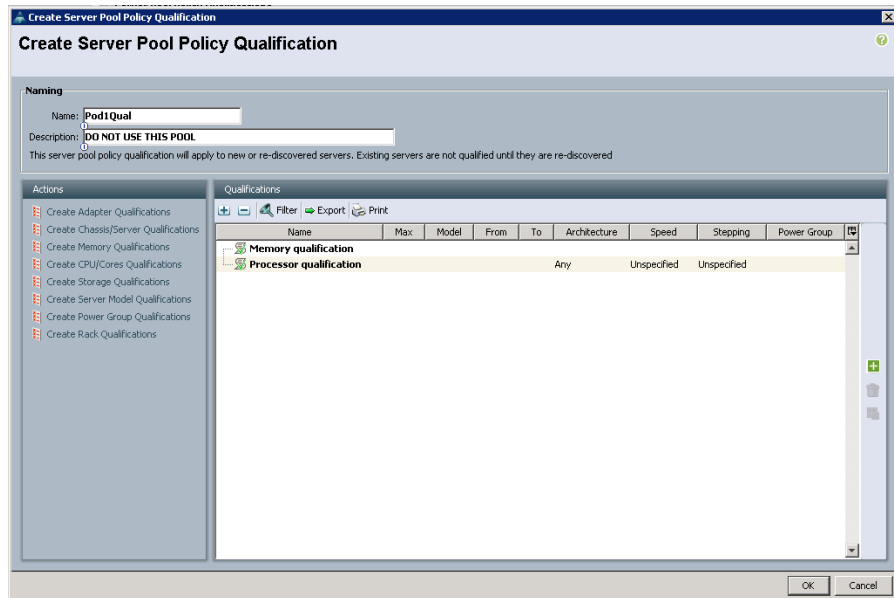 Create Server Pool Policy Qualification
Create Server Pool Policy Qualification
Naming
Name: Pod1Qual
Description: DO NOT USE THIS POOL
This server pool policy qualification will apply to new or re-discovered servers. Existing servers are not qualified until they are re-discovered
Actions
Create Adapter Qualifications
Create Chassis/Server Qualifications
Create Memory Qualifications
Create CPU/Cores Qualifications
Create Storage Qualifications
Create Server Model Qualifications
Create Power Group Qualifications
Create Rack Qualifications
Qualifications
Filter Export Print
Name Max Model From To Architecture Speed Stepping Power Group
Memory qualification
Processor qualification Any Unspecified Unspecified
OK Cancel